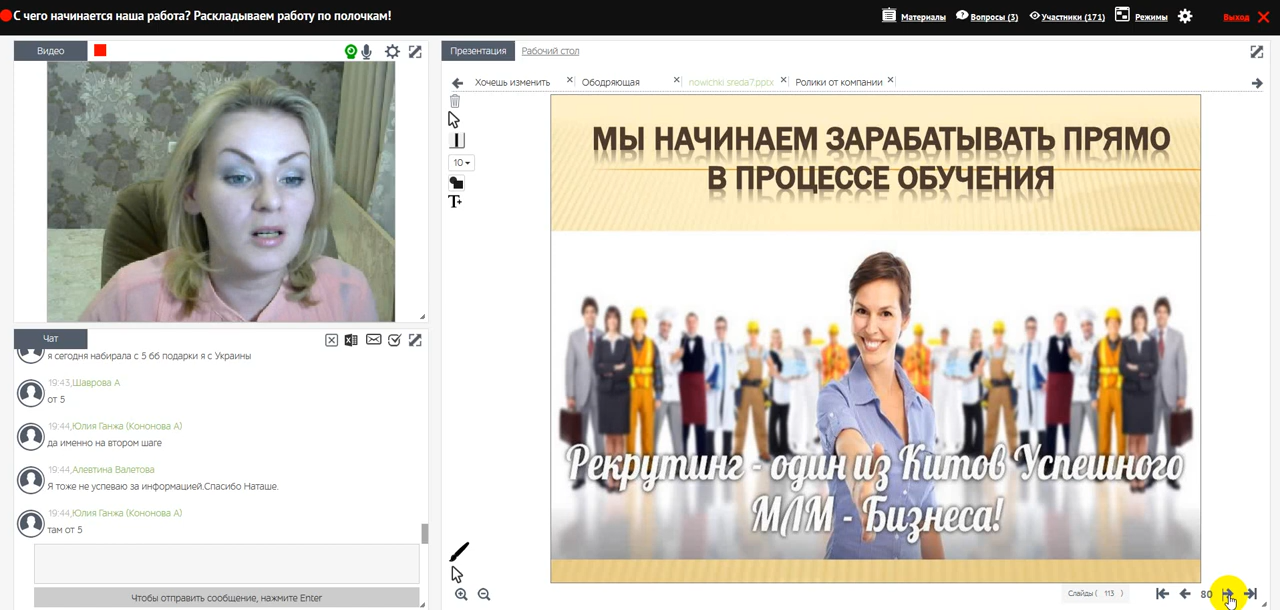 С чего начинается наша работа? Раскладываем работу по полочкам!
Материалы
Вопросы (3)
Участники (171)
Режимы
Выход
Видео
Презентация
Рабочий стол
Хочешь изменить
Ободряющая
nowichki sreda7.pptx
Ролики от компании
10
МЫ НАЧИНАЕМ ЗАРАБАТЫВАТЬ ПРЯМО
В ПРОЦЕССЕ ОБУЧЕНИЯ
Рекрутинг - один из Китов Успешного
МЛМ - Бизнеса!
Чат
я сегодня набирала с 5 бб подарки я с Украины
19:43,Шаврова А
от 5
19:44,Юлия Ганжа (Кононова А)
да именно на втором шаге
19:44,Алевтина Валетова
Я тоже не успеваю за информацией.Спасибо Наташе.
19:44,Юлия Ганжа (Кононова А)
там от 5
Чтобы отправить сообщение, нажмите Enter
Слайды ( 113 )
80